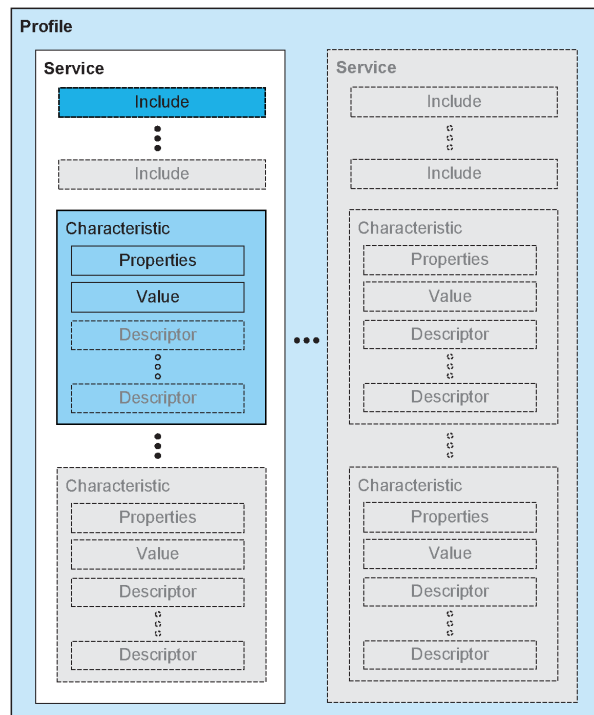 Profile
Service
Include
Include
Characteristic
Properties
Value
Descriptor
Descriptor
Characteristic
Properties
Value
Descriptor
Descriptor
Service
Include
Include
Characteristic
Properties
Value
Descriptor
Descriptor
Characteristic
Properties
Value
Descriptor
Descriptor